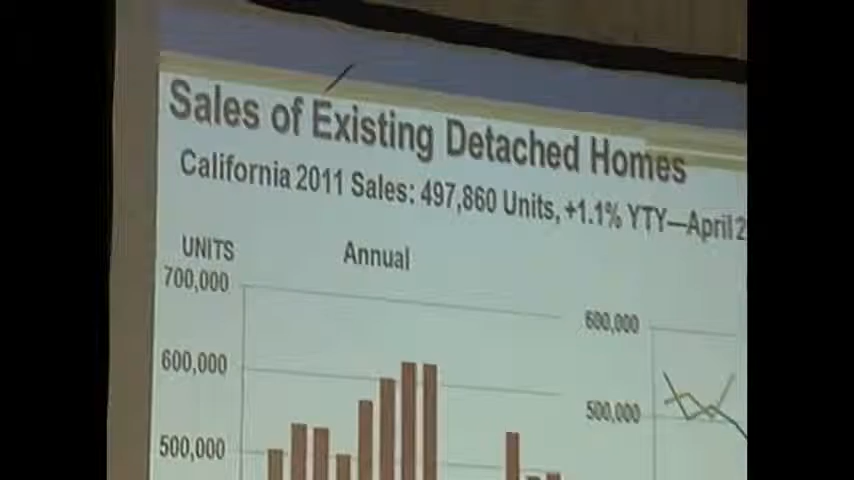 Sales of Existing Detached Homes
California 2011 Sales: 497,860 Units, +1.1% YTY—April 2
UNITS
Annual
700,000
600,000
600,000
500,000
500,000